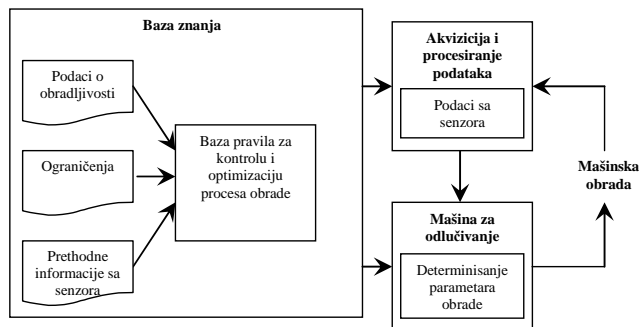 Baza znanja
Podaci o
obradljivosti
Ograničenja
Prethodne
informacije sa
senzora
Baza pravila za
kontrolu i
optimizaciju
procesa obrade
Akvizicija i
procesiranje
podataka
Podaci sa
senzora
Mašina za
odlučivanje
Determinisanje
parametara
obrade
Mašinska
obrada